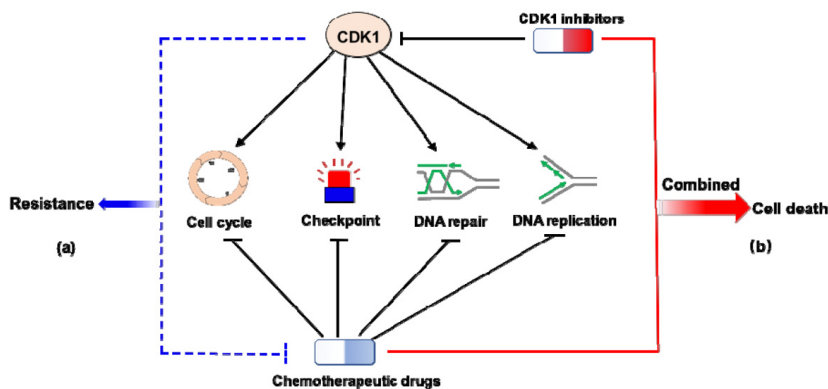 CDK1 inhibitors
CDK1
Cell cycle
Checkpoint
DNA repair
DNA replication
Resistance
Combined
Cell death
(a)
(b)
Chemotherapeutic drugs